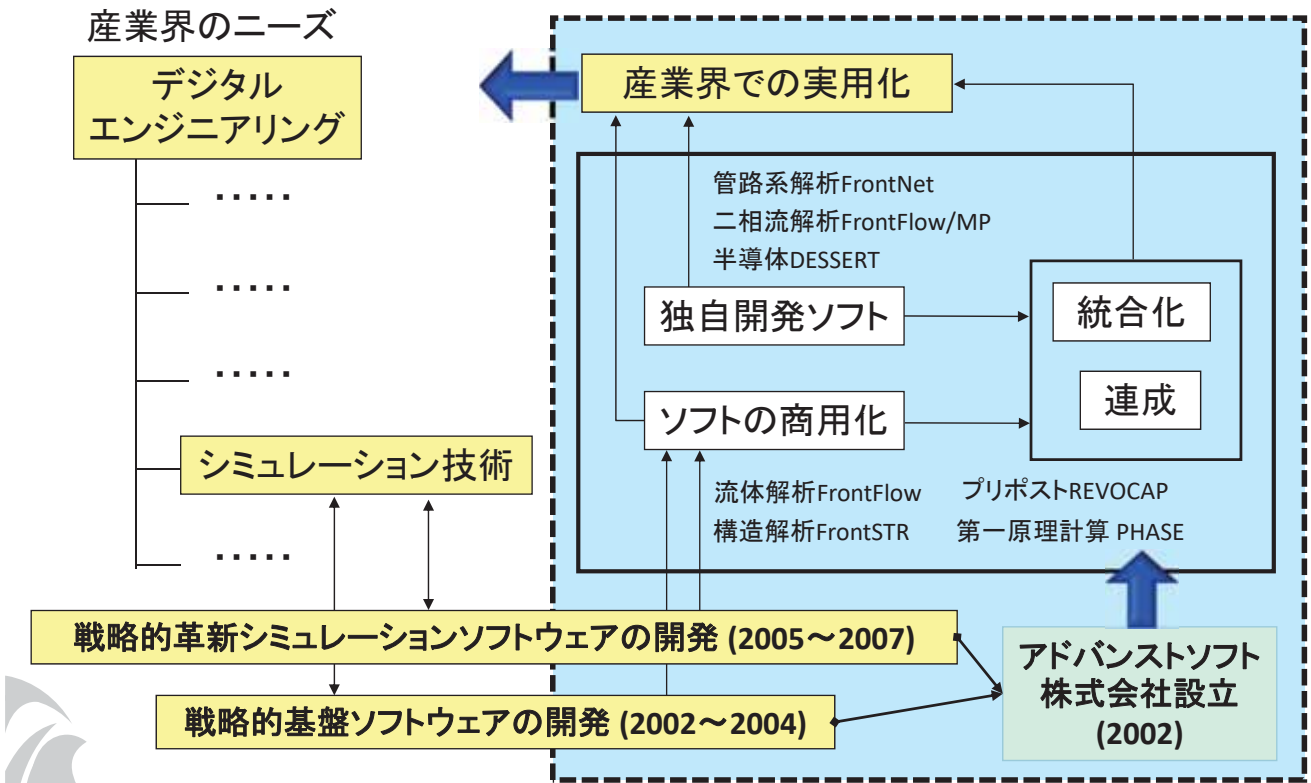 産業界のニーズ
デジタル
エンジニアリング
・・・・・
・・・・・
・・・・・
シミュレーション技術
・・・・・
産業界での実用化
管路系解析FrontNet
二相流解析FrontFlow/MP
半導体DESSERT
独自開発ソフト
統合化
連成
ソフトの商用化
流体解析FrontFlow
プリポストREVOCAP
構造解析FrontSTR
第一原理計算 PHASE
戦略的革新シミュレーションソフトウェアの開発 (2005～2007)
戦略的基盤ソフトウェアの開発 (2002～2004)
アドバンストソフト
株式会社設立
(2002)